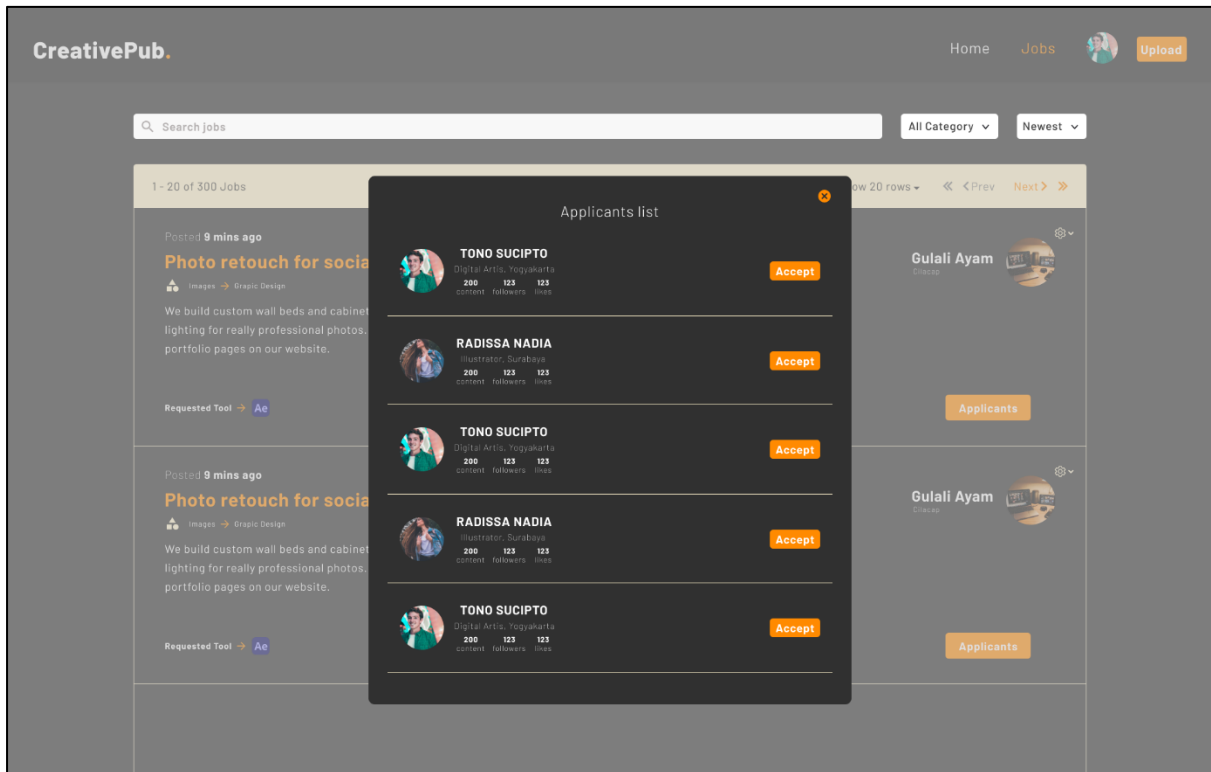 CreativePub.
Home Jobs Upload
Search jobs
All Category
Newest
1 - 20 of 300 Jobs
ow 20 rows
Prev Next
Applicants list
TONO SUCIPTO
Digital Artis, Yogyakarta
200 123 123
content followers likes
Accept
RADISSA NADIA
Illustrator, Surabaya
200 123 123
content followers likes
Accept
TONO SUCIPTO
Digital Artis, Yogyakarta
200 123 123
content followers likes
Accept
RADISSA NADIA
Illustrator, Surabaya
200 123 123
content followers likes
Accept
TONO SUCIPTO
Digital Artis, Yogyakarta
200 123 123
content followers likes
Accept
Posted 9 mins ago
Photo retouch for socia
Images → Grapic Design
We build custom wall beds and cabinet
lighting for really professional photos.
portfolio pages on our website.
Requested Tool → Ae
Gulali Ayam
Cilacap
Applicants
Posted 9 mins ago
Photo retouch for socia
Images → Grapic Design
We build custom wall beds and cabinet
lighting for really professional photos.
portfolio pages on our website.
Requested Tool → Ae
Gulali Ayam
Cilacap
Applicants